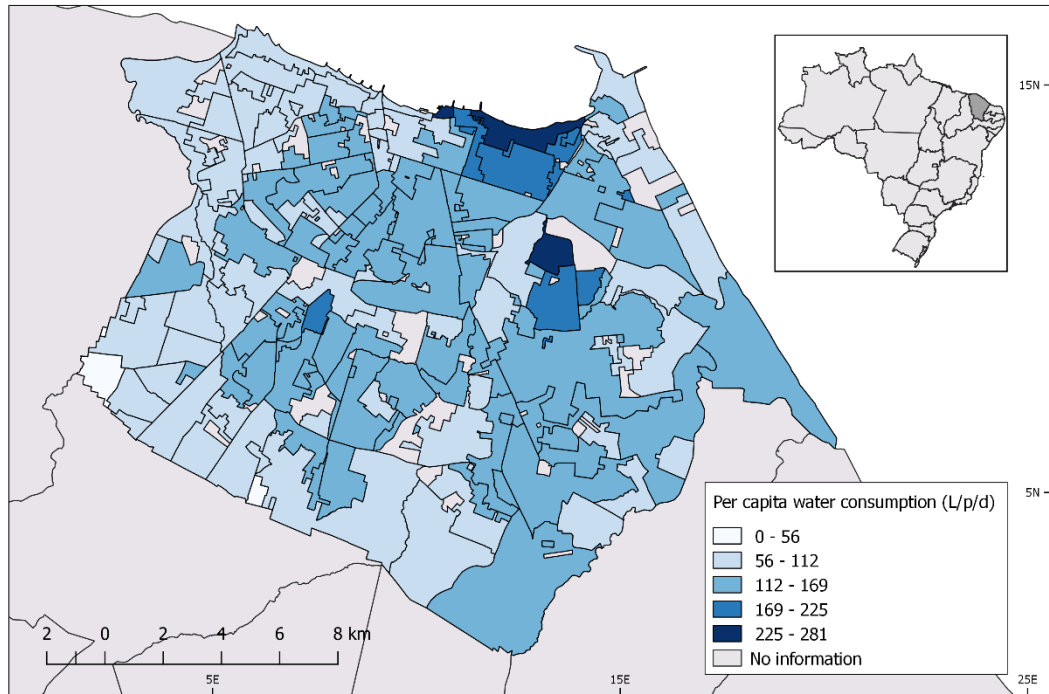 15N
5N
Per capita water consumption (L/p/d)
0 - 56
56 - 112
112 - 169
169 - 225
225 - 281
No information
2 0 2 4 6 8 km
5E 15E 25E